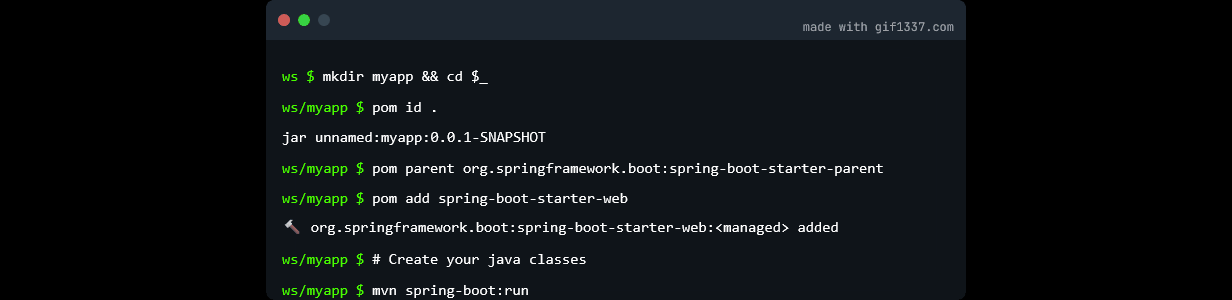 made with gif1337.com
ws $ mkdir myapp && cd $_
ws/myapp $ pom id .
jar unnamed:myapp:0.0.1-SNAPSHOT
ws/myapp $ pom parent org.springframework.boot:spring-boot-starter-parent
ws/myapp $ pom add spring-boot-starter-web
🔨 org.springframework.boot:spring-boot-starter-web:<managed> added
ws/myapp $ # Create your java classes
ws/myapp $ mvn spring-boot:run